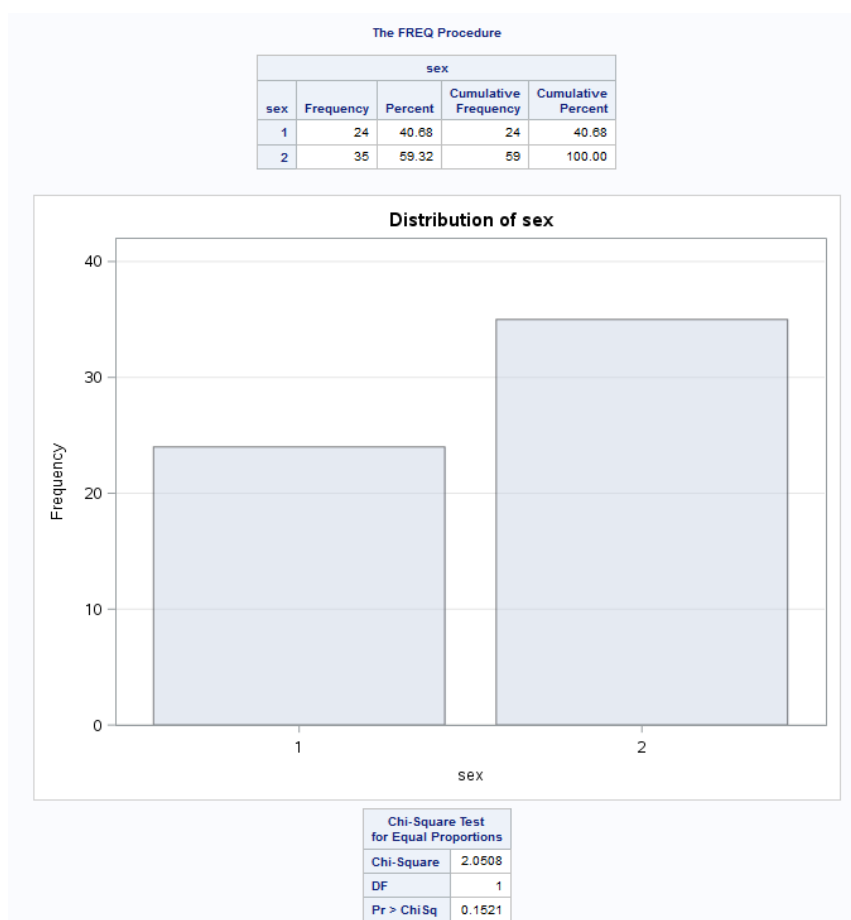 The FREQ Procedure
sex
sex Frequency Percent Cumulative Frequency Cumulative Percent
1 24 40.68 24 40.68
2 35 59.32 59 100.00
Distribution of sex
40
30
20
10
0
Frequency
1 2
sex
Chi-Square Test
for Equal Proportions
Chi-Square 2.0508
DF 1
Pr > ChiSq 0.1521